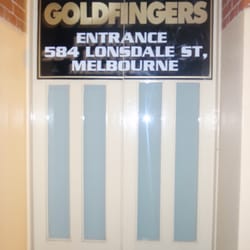 GOLDFINGERS
ENTRANCE
584 LONSDALE ST,
MELBOURNE